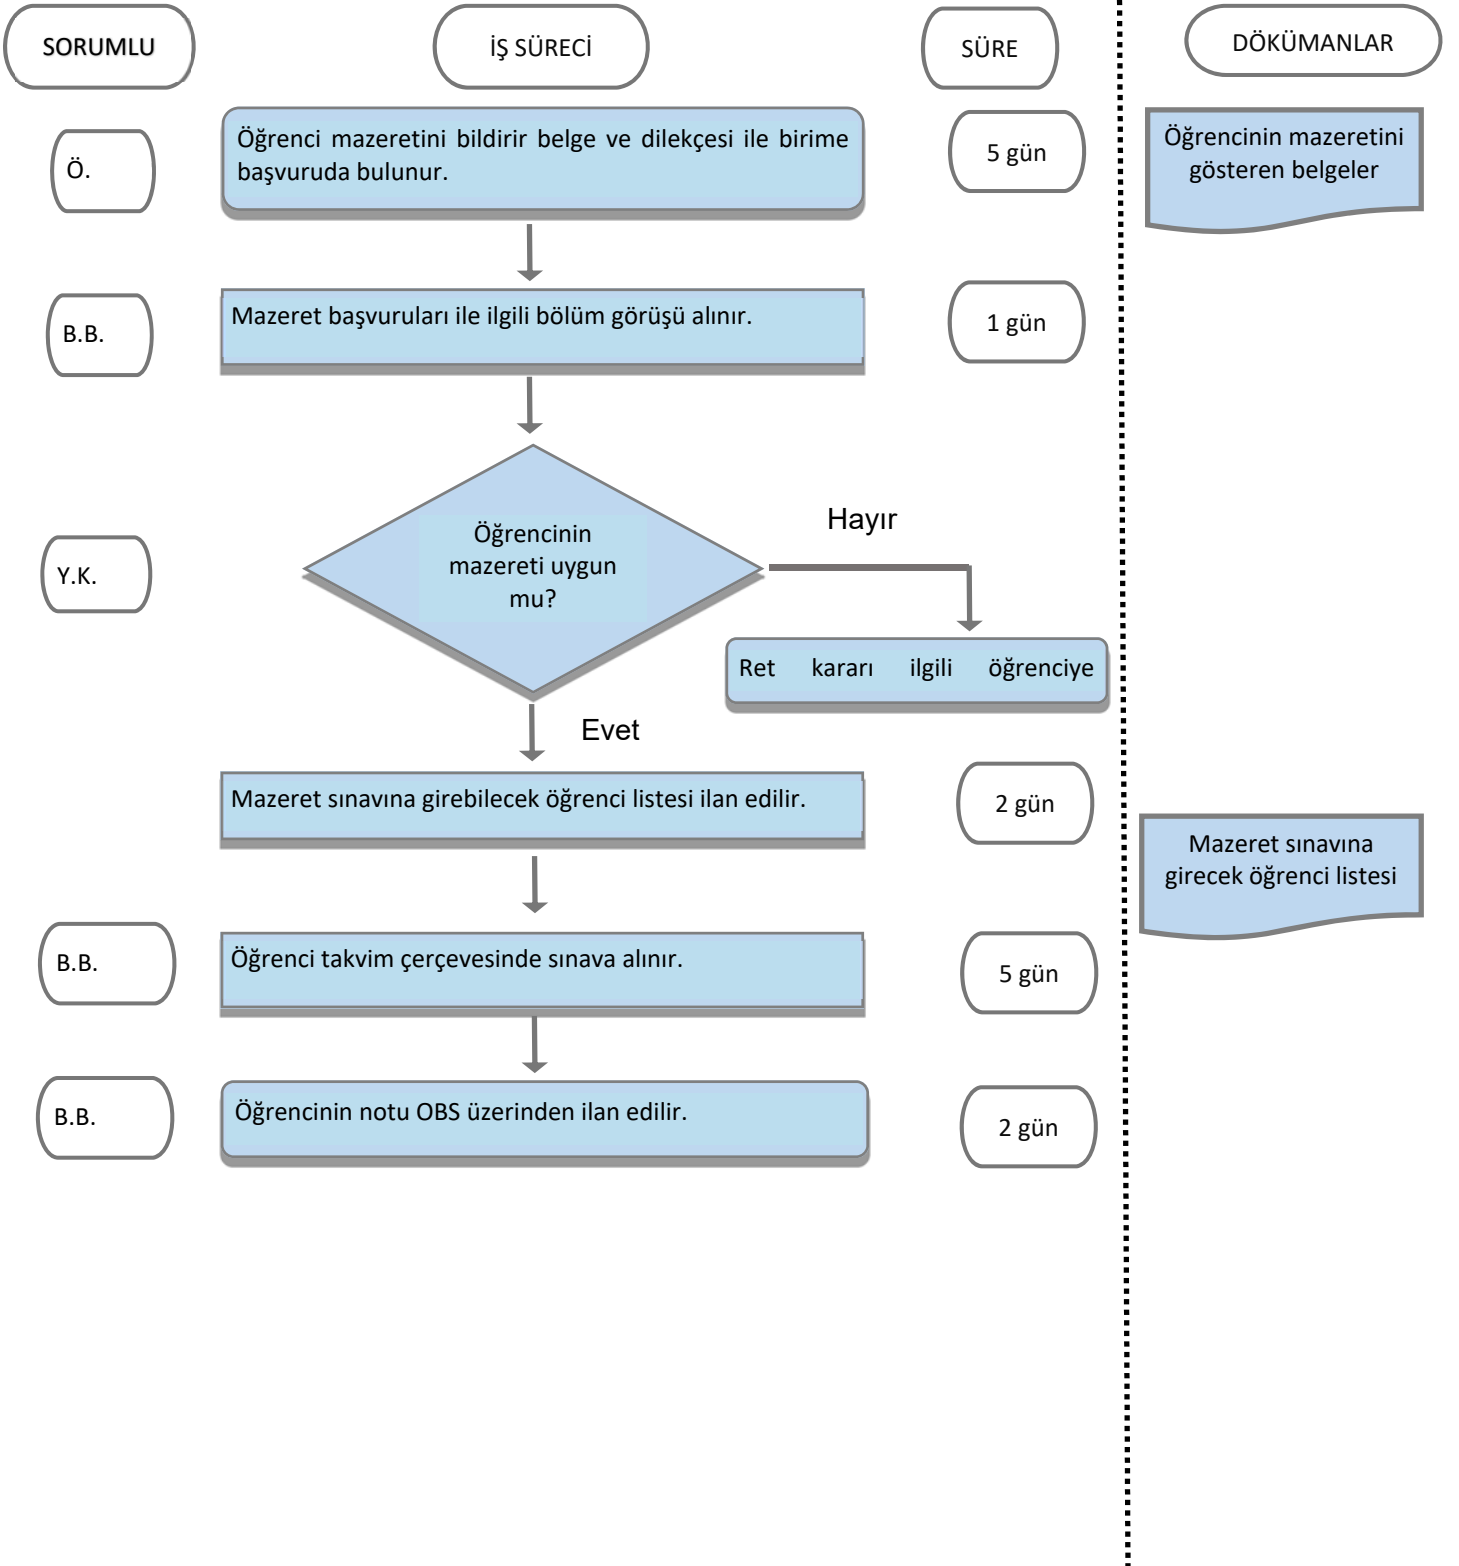 SORUMLU
İŞ SÜRECİ
SÜRE
DÖKÜMANLAR
Ö.
Öğrenci mazeretini bildirir belge ve dilekçesi ile birime
başvuruda bulunur.
5 gün
Öğrencinin mazeretini
gösteren belgeler
B.B.
Mazeret başvuruları ile ilgili bölüm görüşü alınır.
1 gün
Y.K.
Öğrencinin
mazereti uygun
mu?
Hayır
Ret kararı ilgili öğrenciye
Evet
Mazeret sınavına girebilecek öğrenci listesi ilan edilir.
2 gün
Mazeret sınavına
girecek öğrenci listesi
B.B.
Öğrenci takvim çerçevesinde sınava alınır.
5 gün
B.B.
Öğrencinin notu OBS üzerinden ilan edilir.
2 gün